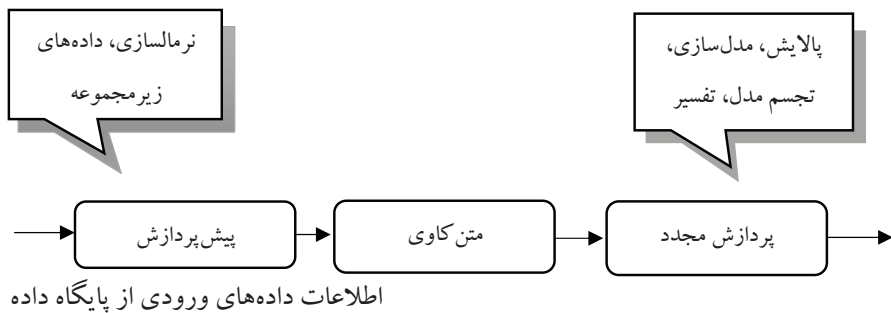 نرمالسازی، داده‌های
زیرمجموعه
پالایش، مدل‌سازی،
تجسم مدل، تفسیر
پیش‌پردازش
متن‌کاوی
پردازش مجدد
اطلاعات داده‌های ورودی از پایگاه داده